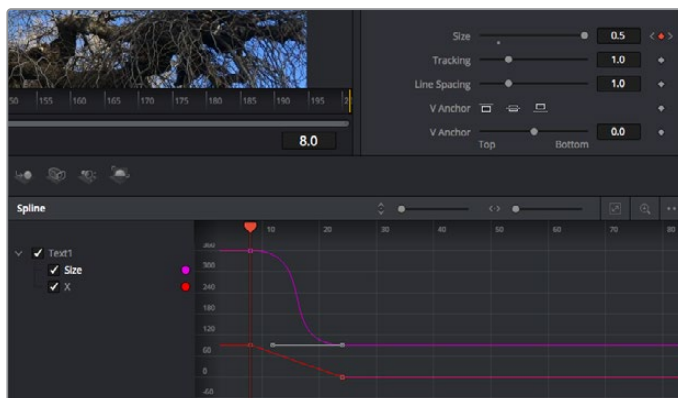 Size 0.5
Tracking 1.0
Line Spacing 1.0
V Anchor
V Anchor 0.0
Top Bottom
155 160 165 170 175 180 185 190 195
8.0
Spline
10 20 30 40 50 60 70 80
Text1
Size
X
300
240
180
120
60
0
-60